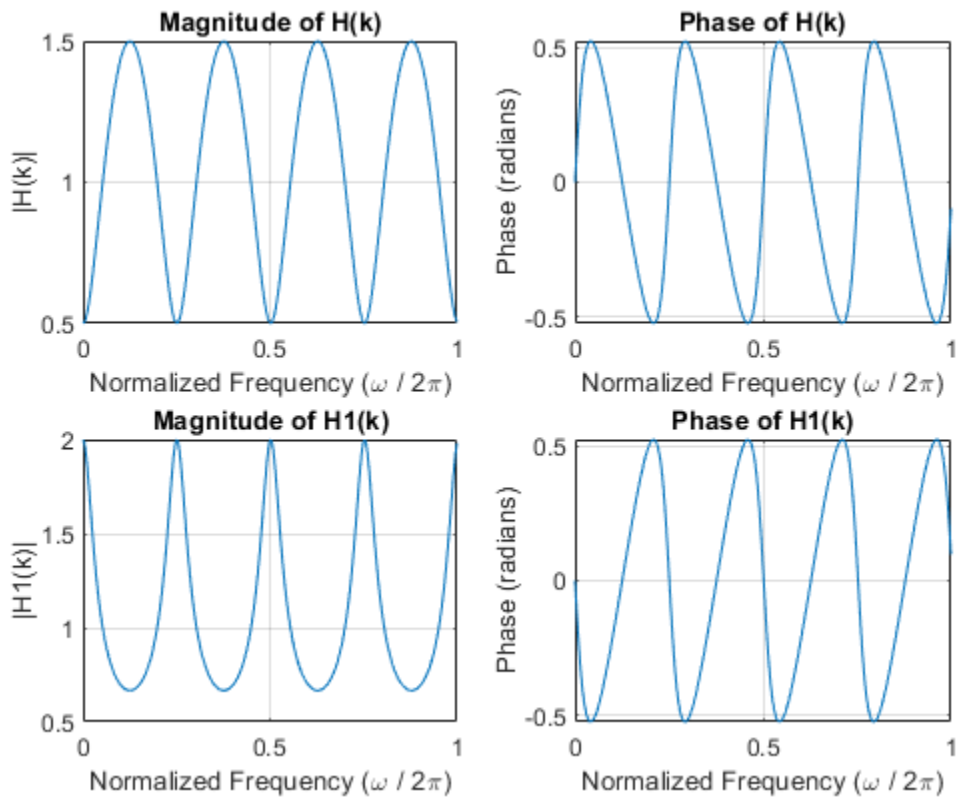 Magnitude of H(k)
1.5
1
0.5
|H(k)|
0
0.5
1
Normalized Frequency (ω / 2π)
Phase of H(k)
0.5
0
-0.5
Phase (radians)
0
0.5
1
Normalized Frequency (ω / 2π)
Magnitude of H1(k)
2
1.5
1
0.5
|H1(k)|
0
0.5
1
Normalized Frequency (ω / 2π)
Phase of H1(k)
0.5
0
-0.5
Phase (radians)
0
0.5
1
Normalized Frequency (ω / 2π)